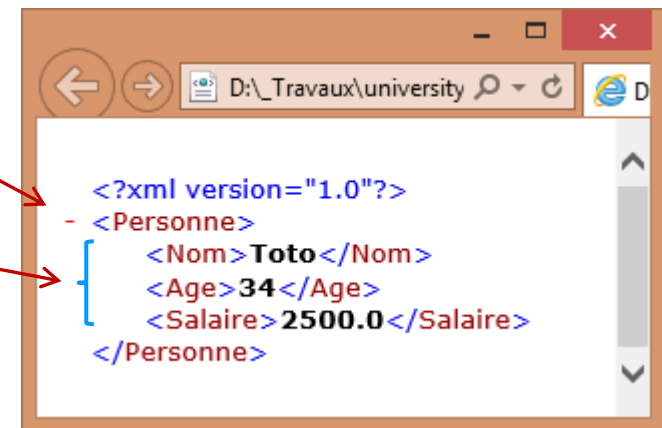 D:\_Travaux\university
D
<?xml version="1.0"?>
- <Personne>
<Nom>Toto</Nom>
<Age>34</Age>
<Salaire>2500.0</Salaire>
</Personne>